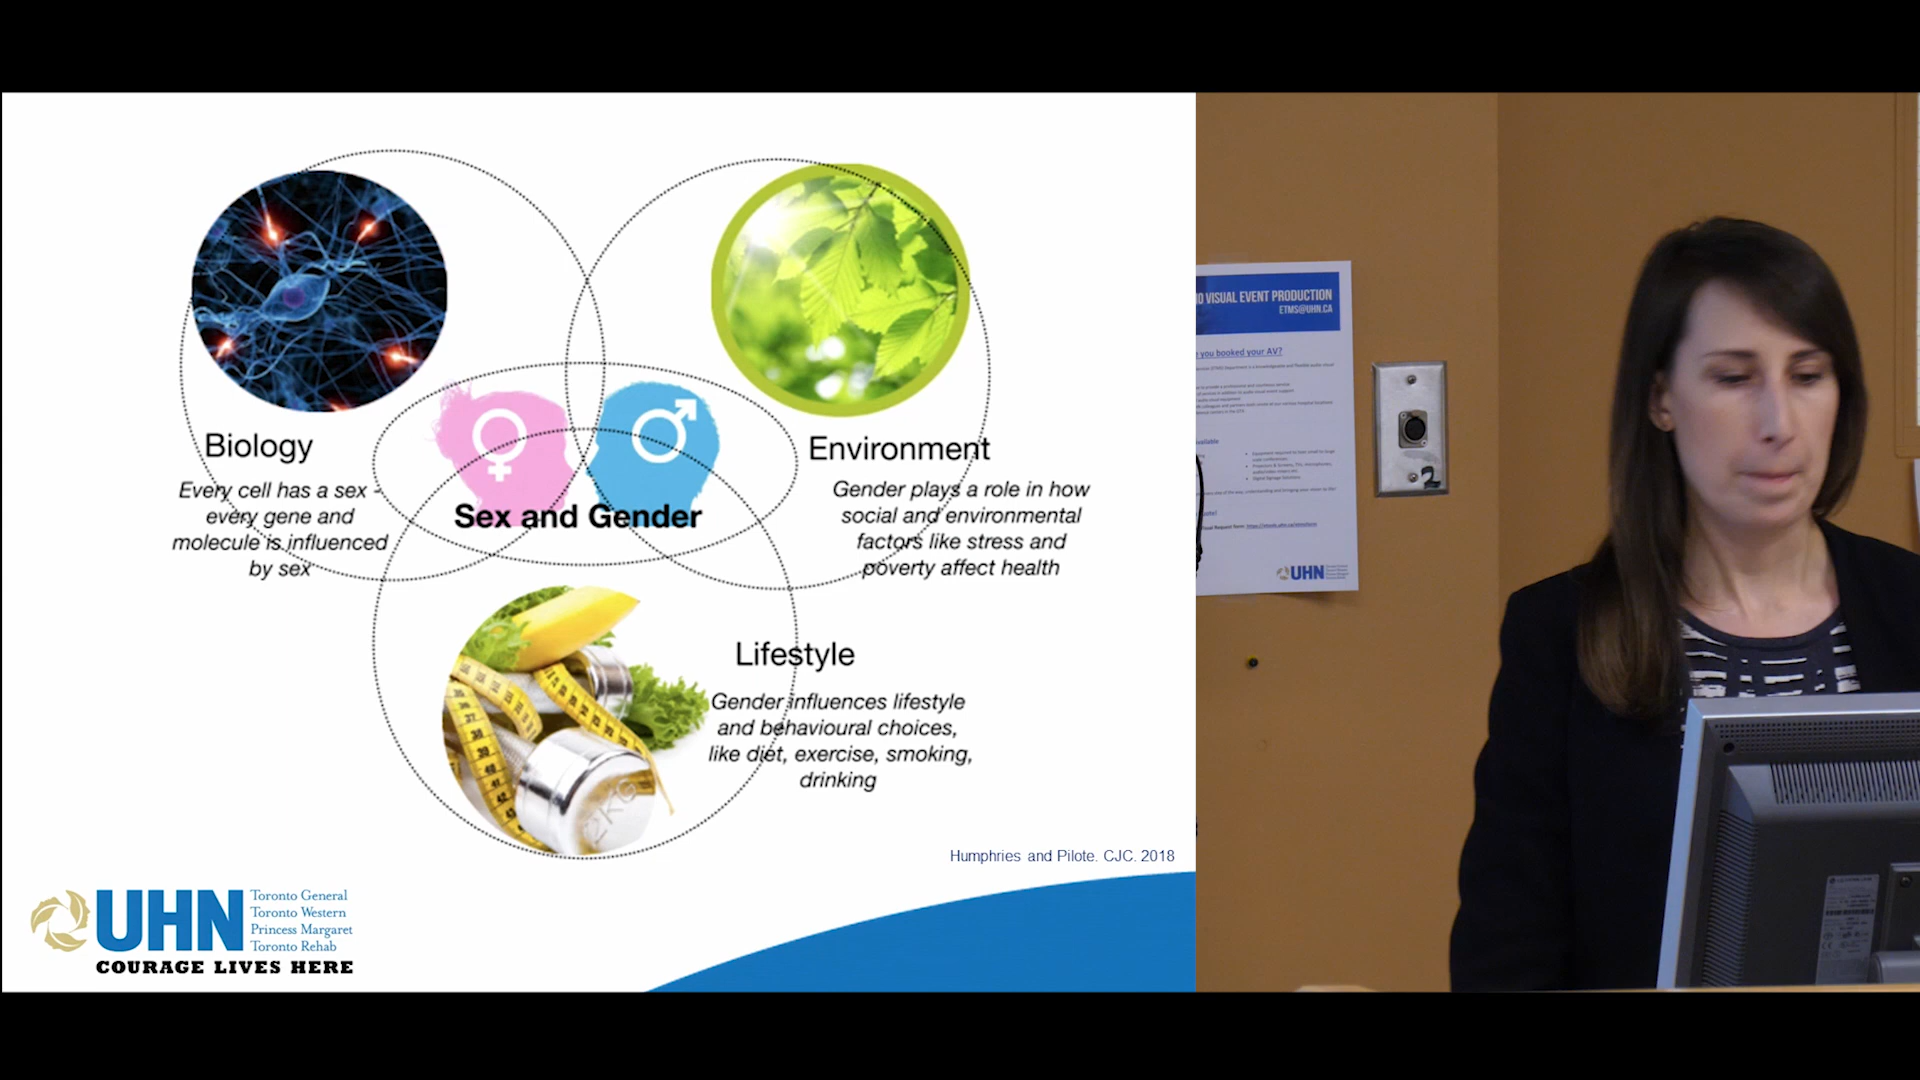 Biology
Every cell has a sex -
every gene and
molecule is influenced
by sex
Sex and Gender
Environment
Gender plays a role in how
social and environmental
factors like stress and
poverty affect health
Lifestyle
Gender influences lifestyle
and behavioural choices,
like diet, exercise, smoking,
drinking
2KG
Humphries and Pilote. CJC. 2018
UHN
Toronto General
Toronto Western
Princess Margaret
Toronto Rehab
COURAGE LIVES HERE
VISUAL EVENT PRODUCTION
ETMS@UHN.CA
you booked your AV?
UHN
2